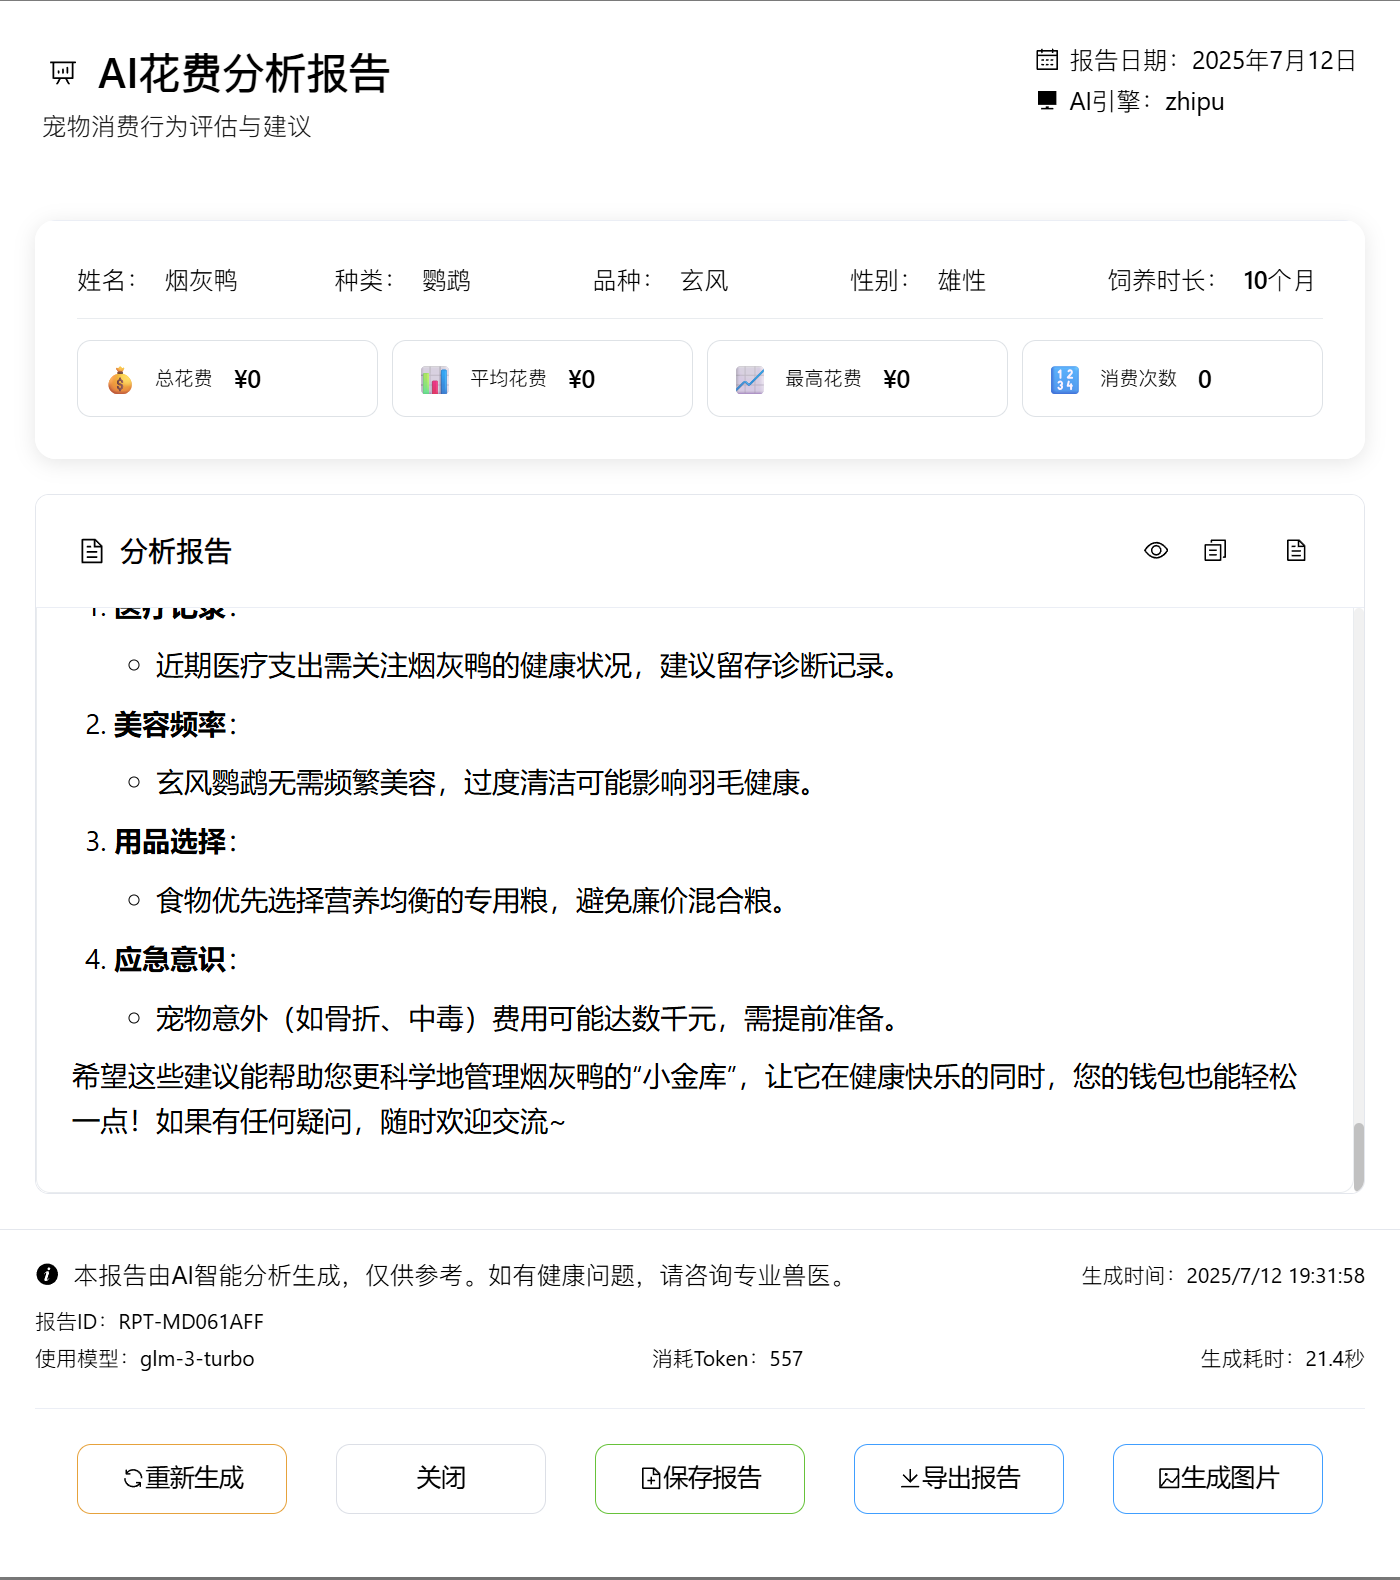 AI花费分析报告
宠物消费行为评估与建议
报告日期：2025年7月12日
AI引擎：zhipu
姓名： 烟灰鸭 种类： 鹦鹉 品种： 玄风 性别： 雄性 饲养时长： 10个月
总花费 ¥0 平均花费 ¥0 最高花费 ¥0 消费次数 0
分析报告
1. 医疗记录：
近期医疗支出需关注烟灰鸭的健康状况，建议留存诊断记录。
2. 美容频率：
玄风鹦鹉无需频繁美容，过度清洁可能影响羽毛健康。
3. 用品选择：
食物优先选择营养均衡的专用粮，避免廉价混合粮。
4. 应急意识：
宠物意外（如骨折、中毒）费用可能达数千元，需提前准备。
希望这些建议能帮助您更科学地管理烟灰鸭的“小金库”，让它在健康快乐的同时，您的钱包也能轻松
一点！如果有任何疑问，随时欢迎交流~
本报告由AI智能分析生成，仅供参考。如有健康问题，请咨询专业兽医。
生成时间：2025/7/12 19:31:58
报告ID：RPT-MD061AFF
使用模型：glm-3-turbo 消耗Token：557 生成耗时：21.4秒
重新生成 关闭 保存报告 导出报告 生成图片